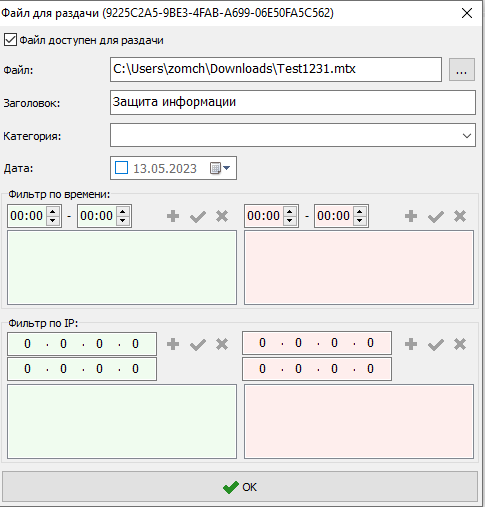 Файл для раздачи (9225C2A5-9BE3-4FAB-A699-06E50FA5C562)
Файл доступен для раздачи
Файл: C:\Users\zomch\Downloads\Test1231.mtx ...
Заголовок: Защита информации
Категория:
Дата: 13.05.2023
Фильтр по времени:
00:00 - 00:00 00:00 - 00:00
Фильтр по IP:
0 . 0 . 0 . 0 0 . 0 . 0 . 0
0 . 0 . 0 . 0 0 . 0 . 0 . 0
OK